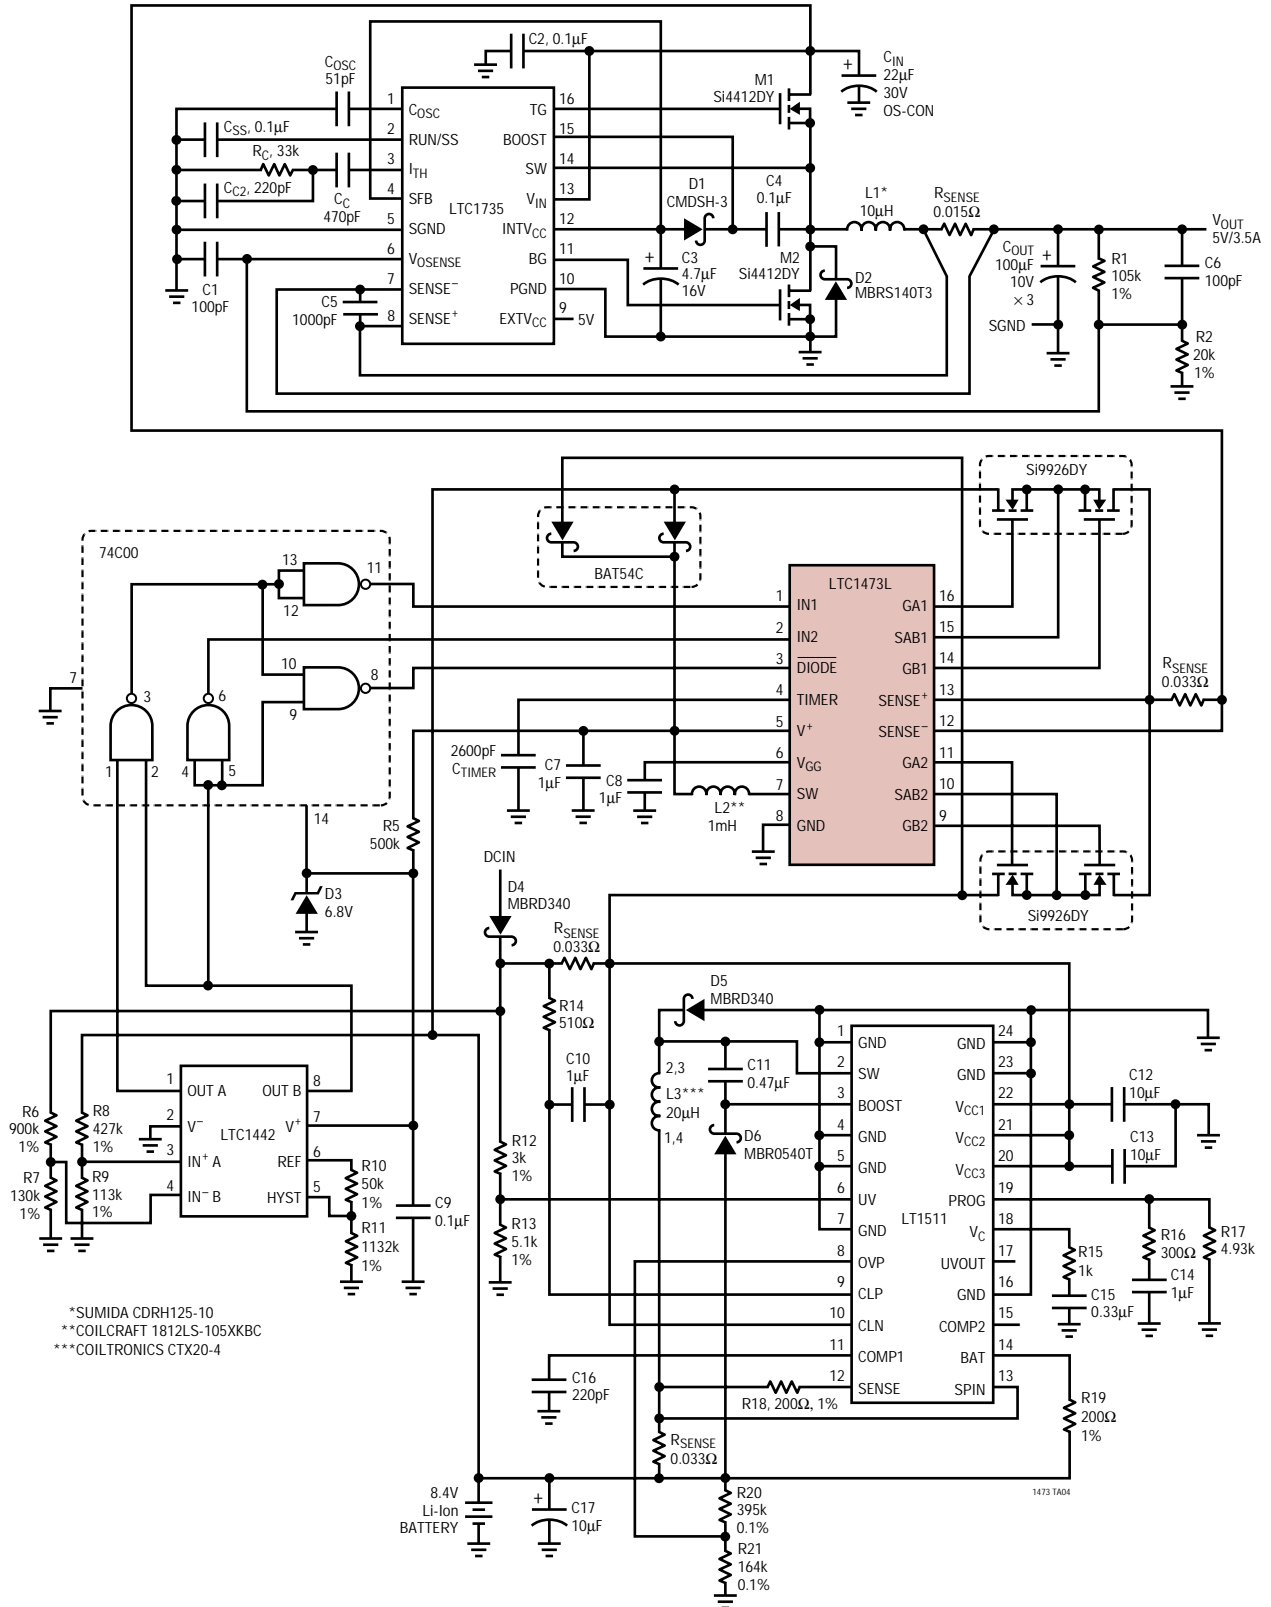 C2, 0.1µF
COSC
51pF
CSS, 0.1µF
RC, 33k
CC2, 220pF
CC
470pF
C1
100pF
C5
1000pF
1
2
3
4
5
6
7
8
COSC
RUN/SS
ITH
SFB
SGND
VOSENSE
SENSE–
SENSE+
LTC1735
TG
BOOST
SW
VIN
INTVCC
BG
PGND
EXTVCC
16
15
14
13
12
11
10
9
5V
M1
Si4412DY
+
CIN
22µF
30V
OS-CON
D1
CMDSH-3
C4
0.1µF
+
C3
4.7µF
16V
M2
Si4412DY
D2
MBRS140T3
L1*
10µH
RSENSE
0.015Ω
VOUT
5V/3.5A
COUT
100µF
10V
× 3
+
SGND
R1
105k
1%
C6
100pF
R2
20k
1%
Si9926DY
BAT54C
74C00
13
12
11
10
9
8
7
3
6
1
2
4
5
14
LTC1473L
1
2
3
4
5
6
7
8
IN1
IN2
DIODE
TIMER
V+
VGG
SW
GND
GA1
SAB1
GB1
SENSE+
SENSE–
GA2
SAB2
GB2
16
15
14
13
12
11
10
9
RSENSE
0.033Ω
2600pF
CTIMER
C7
1µF
C8
1µF
L2**
1mH
R5
500k
D3
6.8V
Si9926DY
DCIN
D4
MBRD340
RSENSE
0.033Ω
R14
510Ω
C10
1µF
D5
MBRD340
2,3
L3***
20µH
1,4
C11
0.47µF
D6
MBR0540T
R6
900k
1%
R7
130k
1%
R8
427k
1%
R9
113k
1%
1
2
3
4
OUT A
V–
IN+ A
IN– B
LTC1442
OUT B
V+
REF
HYST
8
7
6
5
R10
50k
1%
R11
1132k
1%
C9
0.1µF
R12
3k
1%
R13
5.1k
1%
1
2
3
4
5
6
7
8
9
10
11
12
GND
SW
BOOST
GND
GND
UV
GND
OVP
CLP
CLN
COMP1
SENSE
LT1511
GND
GND
VCC1
VCC2
VCC3
PROG
VC
UVOUT
GND
COMP2
BAT
SPIN
24
23
22
21
20
19
18
17
16
15
14
13
C12
10µF
C13
10µF
R15
1k
C15
0.33µF
R16
300Ω
C14
1µF
R17
4.93k
C16
220pF
R18, 200Ω, 1%
RSENSE
0.033Ω
R19
200Ω
1%
8.4V
Li-Ion
BATTERY
+
C17
10µF
R20
395k
0.1%
R21
164k
0.1%
*SUMIDA CDRH125-10
**COILCRAFT 1812LS-105XKBC
***COILTRONICS CTX20-4
1473 TA04